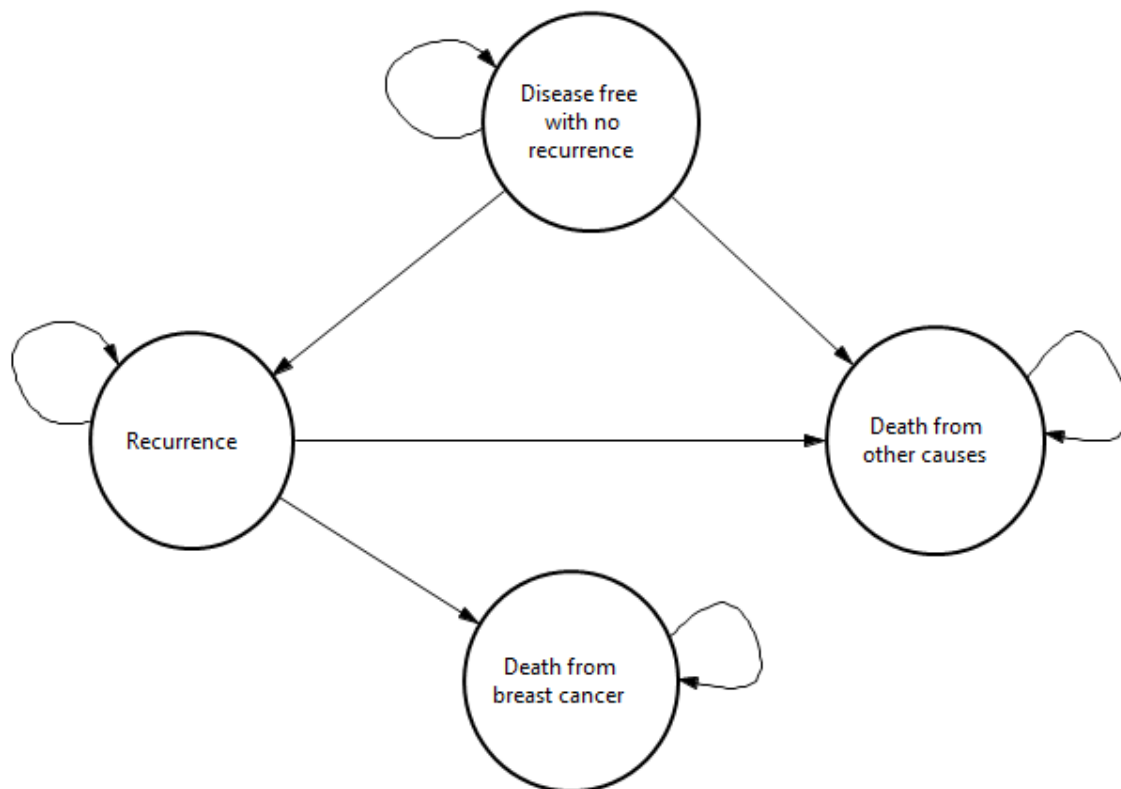 Disease free
with no
recurrence
Recurrence
Death from
other causes
Death from
breast cancer